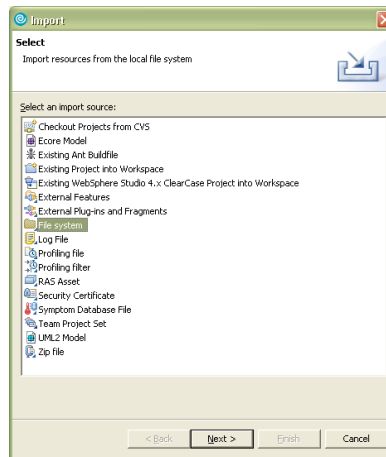 Import
Select
Import resources from the local file system
Select an import source:
Checkout Projects from CVS
Ecore Model
Existing Ant Buildfile
Existing Project into Workspace
Existing WebSphere Studio 4.x ClearCase Project into Workspace
External Features
External Plug-ins and Fragments
File system
Log File
Profiling file
Profiling filter
RAS Asset
Security Certificate
Symptom Database File
Team Project Set
UML2 Model
Zip file
< Back Next > Finish Cancel